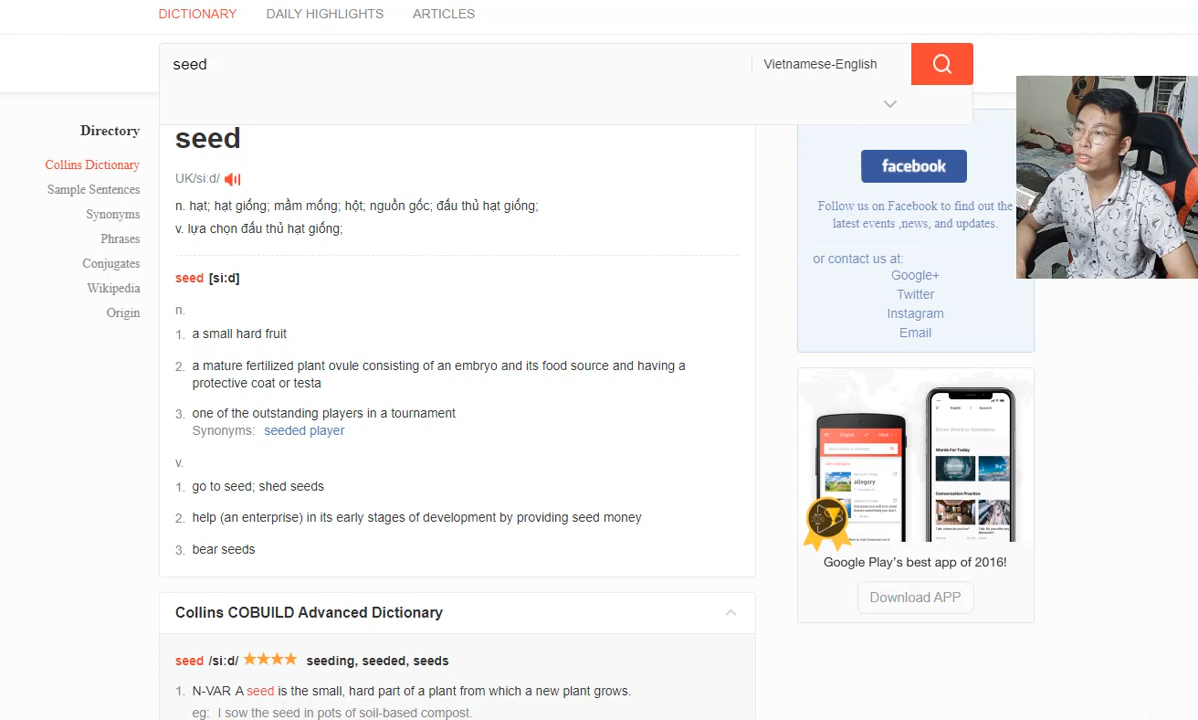 DICTIONARY DAILY HIGHLIGHTS ARTICLES
seed Vietnamese-English
Directory
Collins Dictionary
Sample Sentences
Synonyms
Phrases
Conjugates
Wikipedia
Origin
seed
UK/siːd/
n. hạt; hạt giống; mầm mống; hột; nguồn gốc; đấu thủ hạt giống;
v. lựa chọn đấu thủ hạt giống;
seed [siːd]
n.
1. a small hard fruit
2. a mature fertilized plant ovule consisting of an embryo and its food source and having a
protective coat or testa
3. one of the outstanding players in a tournament
Synonyms: seeded player
v.
1. go to seed; shed seeds
2. help (an enterprise) in its early stages of development by providing seed money
3. bear seeds
Collins COBUILD Advanced Dictionary
seed /siːd/ ★★★★ seeding, seeded, seeds
1. N-VAR A seed is the small, hard part of a plant from which a new plant grows.
eg: I sow the seed in pots of soil-based compost.
facebook
Follow us on Facebook to find out the
latest events ,news, and updates.
or contact us at:
Google+
Twitter
Instagram
Email
English
allegory
English
Words For Today
Conversation Practice
Google Play's best app of 2016!
Download APP